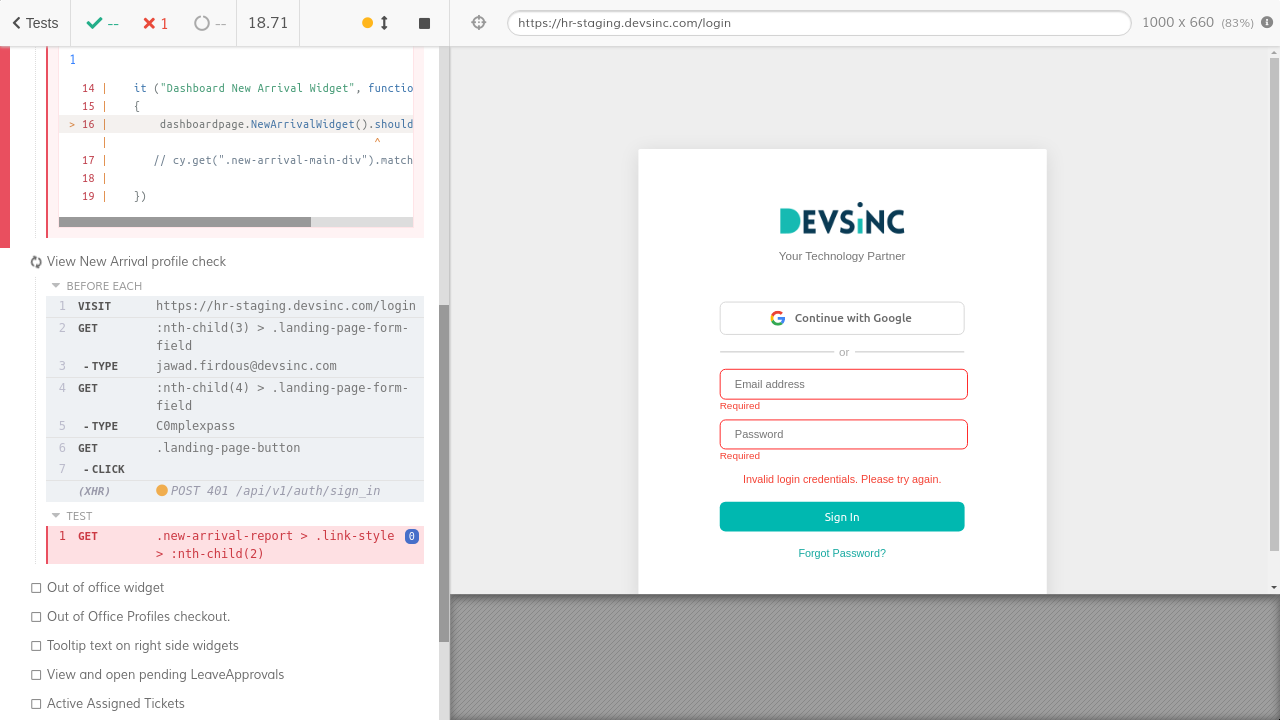 Tests
--
1
--
18.71
https://hr-staging.devsinc.com/login
1000 x 660 (83%)
1
14 | it ("Dashboard New Arrival Widget", functio
15 | {
> 16 | dashboardpage.NewArrivalWidget().should
| ^
17 | // cy.get(".new-arrival-main-div").match
18 |
19 | })
View New Arrival profile check
BEFORE EACH
1 VISIT https://hr-staging.devsinc.com/login
2 GET :nth-child(3) > .landing-page-form-
field
3 -TYPE jawad.firdous@devsinc.com
4 GET :nth-child(4) > .landing-page-form-
field
5 -TYPE C0mplexpass
6 GET .landing-page-button
7 -CLICK
(XHR) POST 401 /api/v1/auth/sign_in
TEST
1 GET .new-arrival-report > .link-style 0
> :nth-child(2)
Out of office widget
Out of Office Profiles checkout.
Tooltip text on right side widgets
View and open pending LeaveApprovals
Active Assigned Tickets
DEVSiNC
Your Technology Partner
Continue with Google
or
Email address
Required
Password
Required
Invalid login credentials. Please try again.
Sign In
Forgot Password?